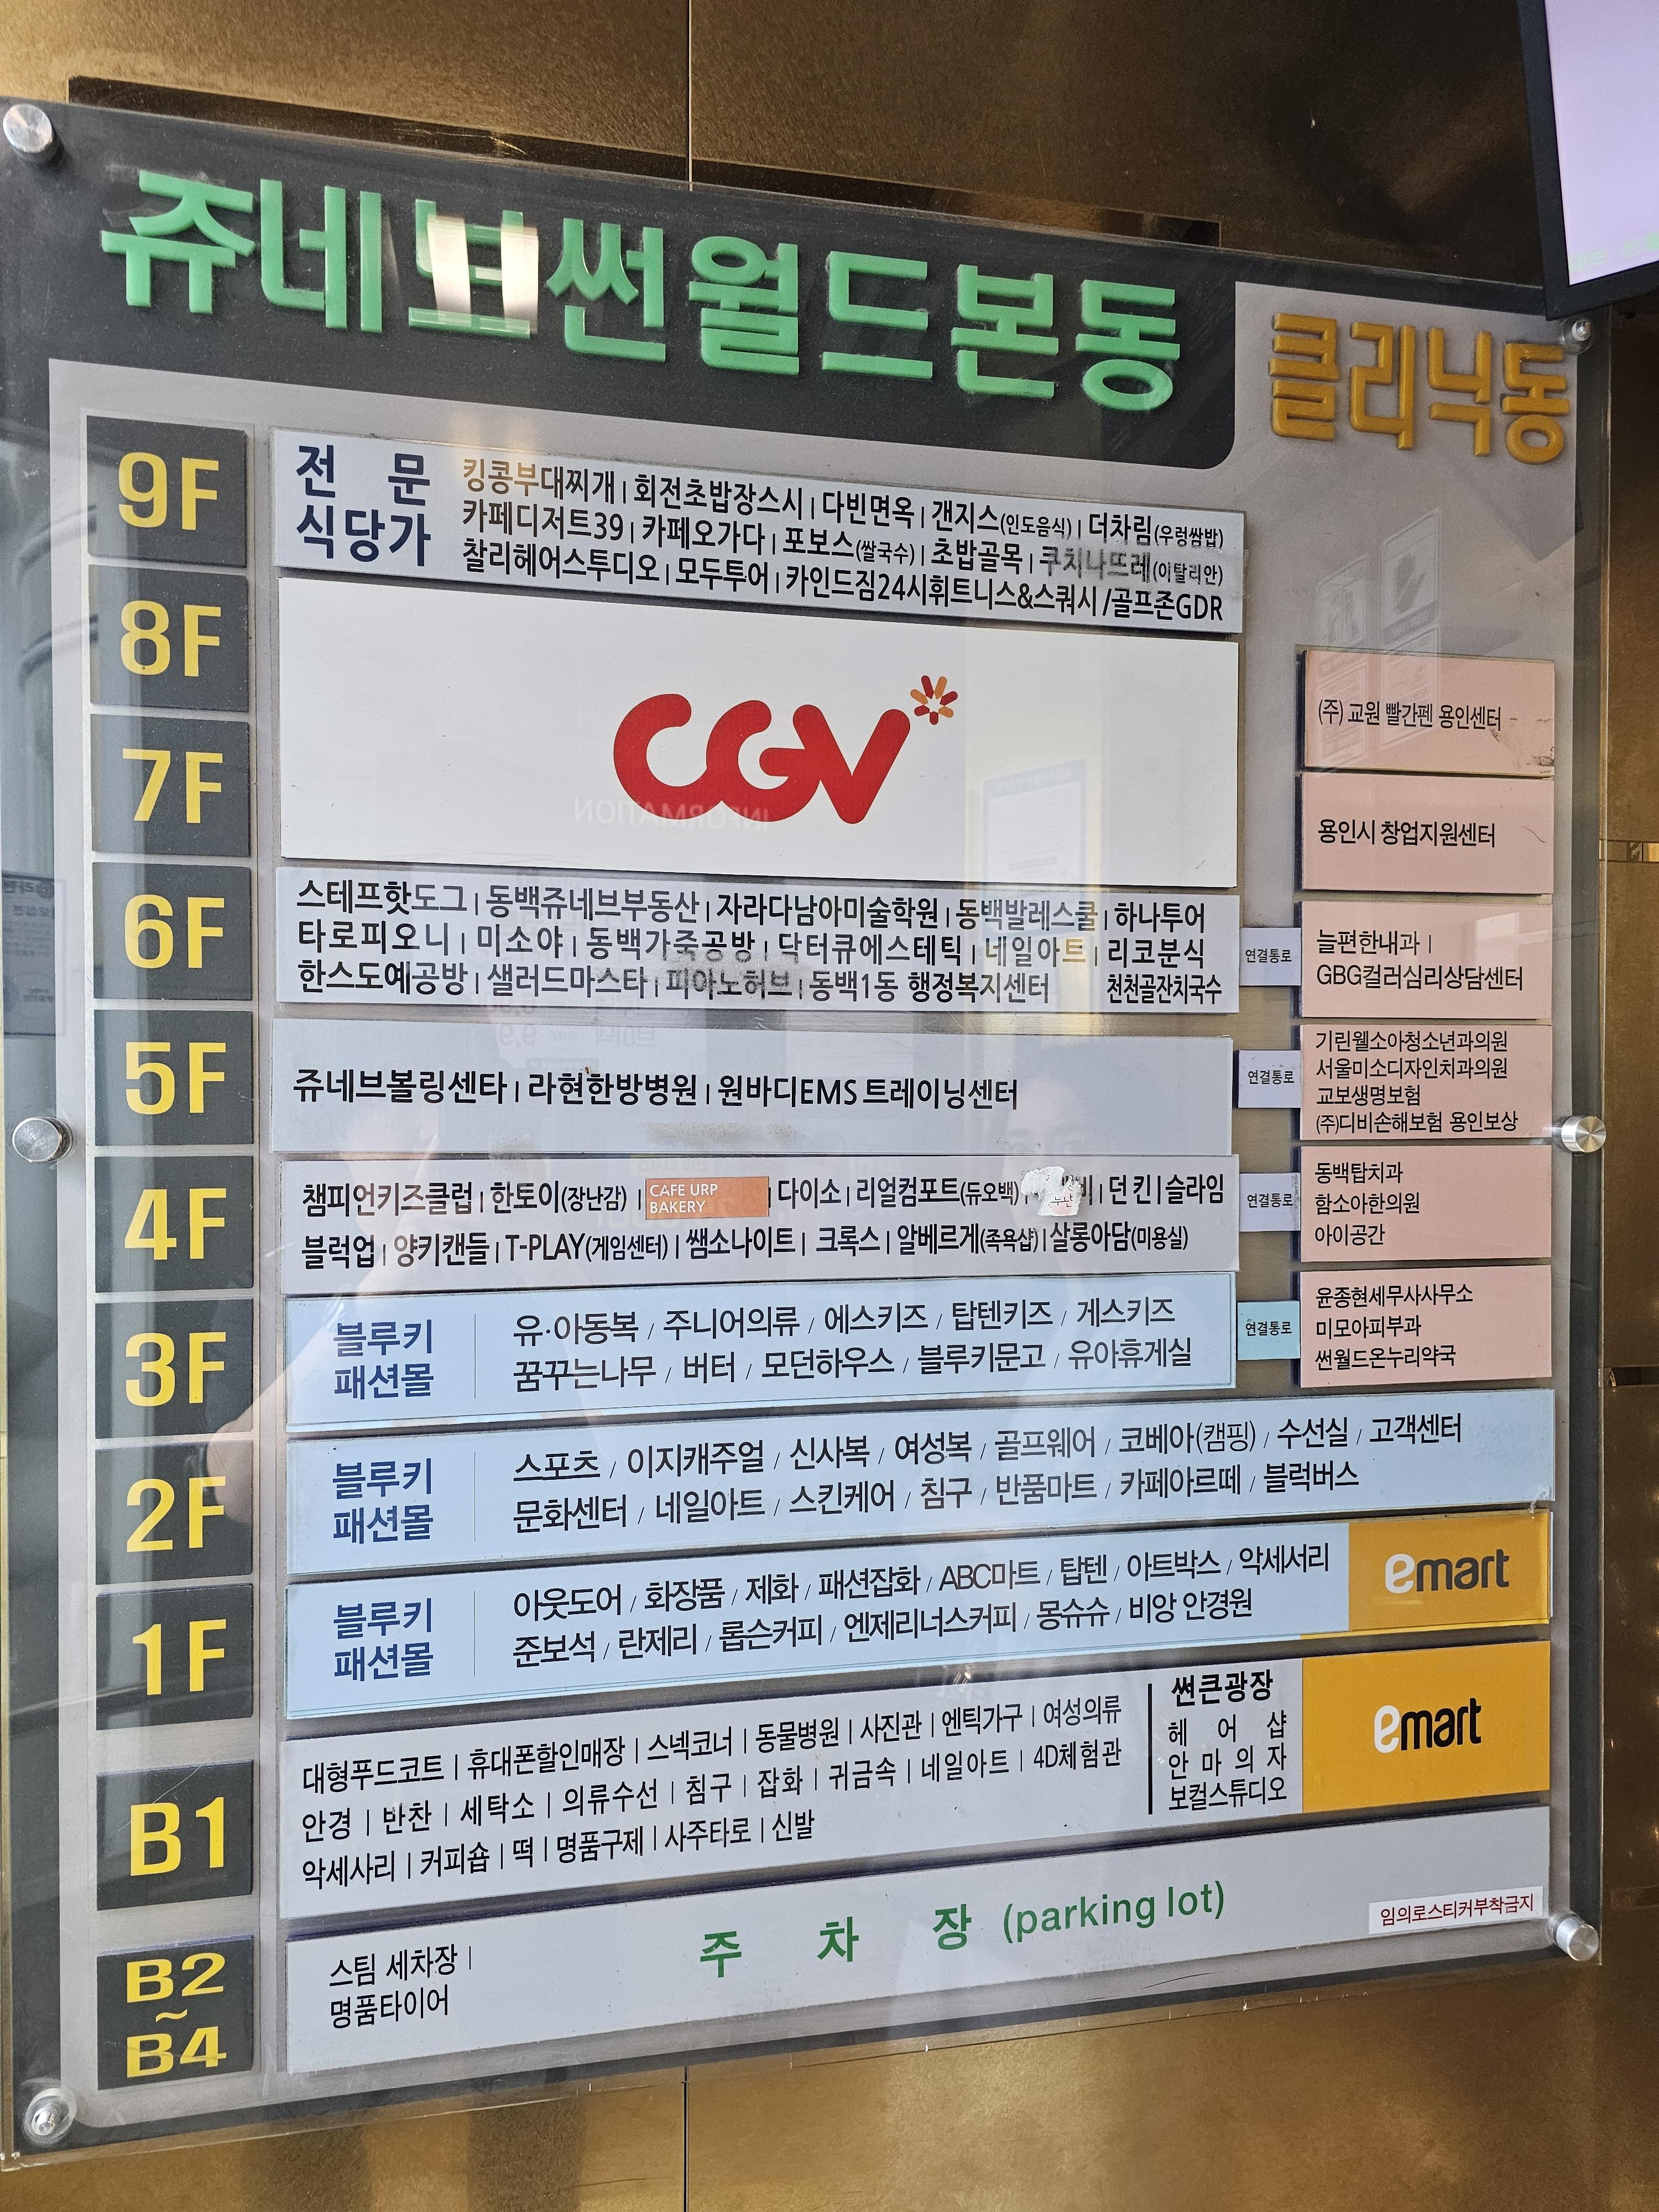 쥬네브썬월드본동
클리닉동
9F
전 문
식당가
킹콩부대찌개 | 회전초밥장스시 | 다빈면옥 | 갠지스(인도음식) | 더차림(우렁쌈밥)
카페디저트39 | 카페오가다 | 포보스(쌀국수) | 초밥골목 | 쿠치나뜨레(이탈리안)
찰리헤어스투디오 | 모두투어 | 카인드짐24시휘트니스&스쿼시 /골프존GDR
8F
7F
CGV
INFORMATION
(주) 교원 빨간펜 용인센터
용인시 창업지원센터
6F
스테프핫도그 | 동백쥬네브부동산 | 자라다남아미술학원 | 동백발레스쿨 | 하나투어
타로피오니 | 미소야 | 동백가죽공방 | 닥터큐에스테틱 | 네일아트 | 리코분식
한스도예공방 | 샐러드마스타 | 피아노허브 | 동백1동 행정복지센터 천천골잔치국수
연결통로
늘편한내과 |
GBG컬러심리상담센터
5F
쥬네브볼링센타 | 라현한방병원 | 원바디EMS트레이닝센터
연결통로
기린웰소아청소년과의원
서울미소디자인치과의원
교보생명보험
(주)디비손해보험 용인보상
4F
챔피언키즈클럽 | 한토이(장난감) |
CAFE URP
BAKERY
| 다이소 | 리얼컴포트(듀오백) | 던킨 | 슬라임
블럭업 | 양키캔들 | T-PLAY(게임센터) | 쌤소나이트 | 크록스 | 알베르게(족욕샵) | 살롱아담(미용실)
연결통로
동백탑치과
함소아한의원
아이공간
3F
블루키
패션몰
유·아동복 / 주니어의류 / 에스키즈 / 탑텐키즈 / 게스키즈
꿈꾸는나무 / 버터 / 모던하우스 / 블루키문고 / 유아휴게실
연결통로
윤종현세무사사무소
미모아피부과
썬월드온누리약국
2F
블루키
패션몰
스포츠 / 이지캐주얼 / 신사복 / 여성복 / 골프웨어 / 코베아(캠핑) / 수선실 / 고객센터
문화센터 / 네일아트 / 스킨케어 / 침구 / 반품마트 / 카페아르떼 / 블럭버스
1F
블루키
패션몰
아웃도어 / 화장품 / 제화 / 패션잡화 / ABC마트 / 탑텐 / 아트박스 / 악세서리
준보석 / 란제리 / 롭슨커피 / 엔제리너스커피 / 몽슈슈 / 비앙 안경원
emart
B1
대형푸드코트 | 휴대폰할인매장 | 스넥코너 | 동물병원 | 사진관 | 엔틱가구 | 여성의류
안경 | 반찬 | 세탁소 | 의류수선 | 침구 | 잡화 | 귀금속 | 네일아트 | 4D체험관
악세사리 | 커피숍 | 떡 | 명품구제 | 사주타로 | 신발
썬큰광장
헤 어 샵
안 마 의 자
보컬스튜디오
emart
B2
~
B4
스팀 세차장 |
명품타이어
주 차 장 (parking lot)
임의로스티커부착금지